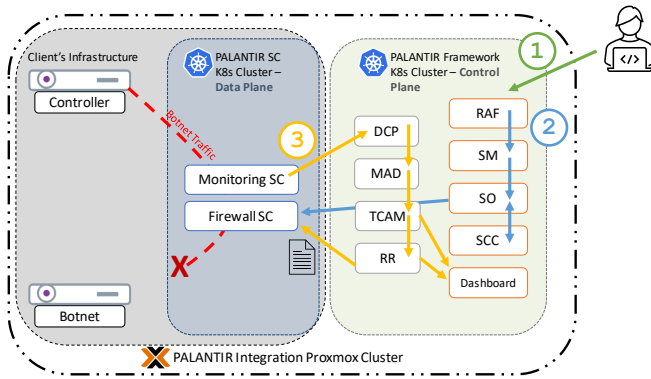 Client's Infrastructure
Controller
Botnet Traffic
Botnet
PALANTIR SC
K8s Cluster –
Data Plane
Monitoring SC
Firewall SC
X
3
PALANTIR Framework
K8s Cluster – Control
Plane
1
2
DCP
MAD
TCAM
RR
RAF
SM
SO
SCC
Dashboard
</>
PALANTIR Integration Proxmox Cluster